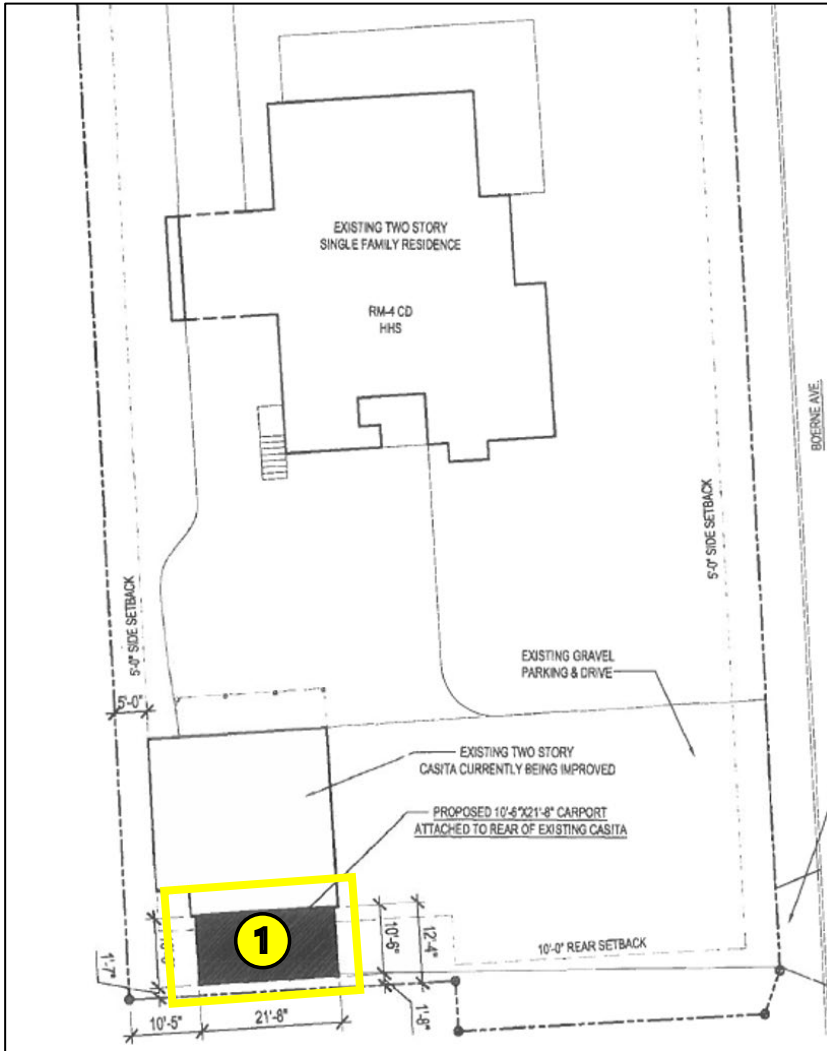 EXISTING TWO STORY
SINGLE FAMILY RESIDENCE
RM-4 CD
HHS
BOERNE AVE.
5'-0" SIDE SETBACK
5'-0" SIDE SETBACK
5'-0"
EXISTING GRAVEL
PARKING & DRIVE
EXISTING TWO STORY
CASITA CURRENTLY BEING IMPROVED
PROPOSED 10'-6"X21'-8" CARPORT
ATTACHED TO REAR OF EXISTING CASITA
1
10'-6"
12'-4"
10'-0" REAR SETBACK
1'-7"
10'-5"
21'-8"
1'-8"